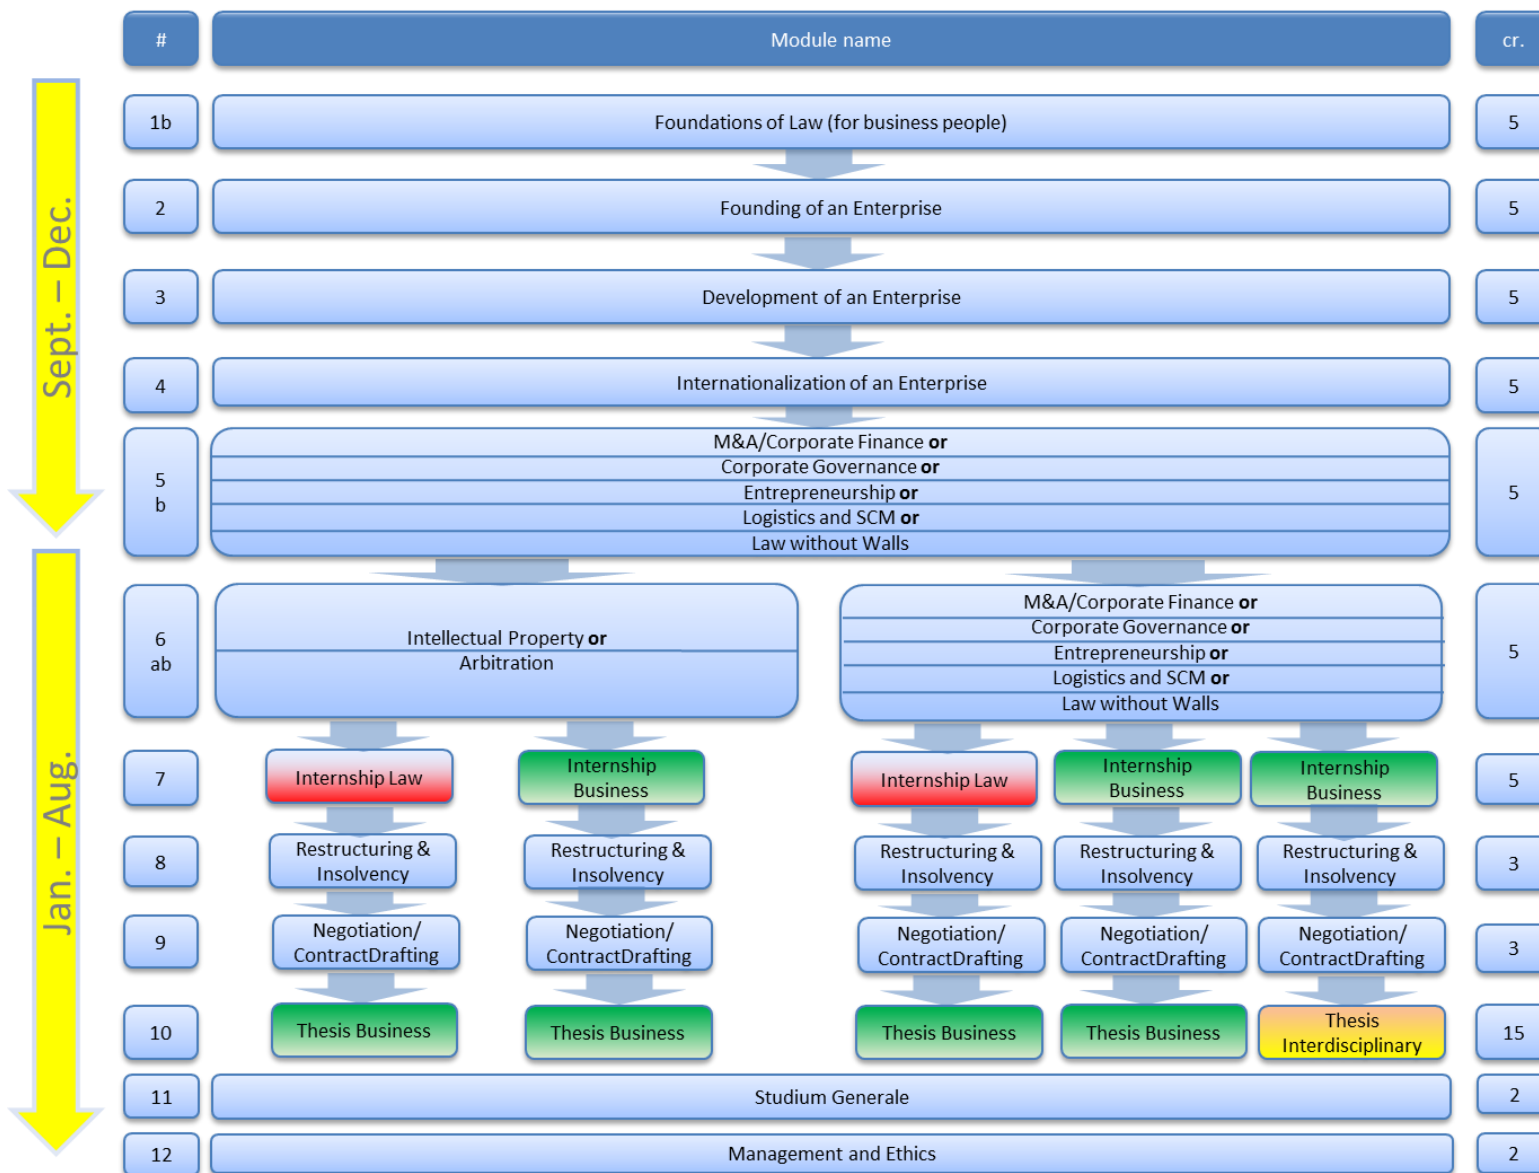 # Module name cr.
Sept. – Dec.
1b Foundations of Law (for business people) 5
2 Founding of an Enterprise 5
3 Development of an Enterprise 5
4 Internationalization of an Enterprise 5
5
b
M&A/Corporate Finance or
Corporate Governance or
Entrepreneurship or
Logistics and SCM or
Law without Walls
5
Jan. – Aug.
6
ab
Intellectual Property or
Arbitration
M&A/Corporate Finance or
Corporate Governance or
Entrepreneurship or
Logistics and SCM or
Law without Walls
5
7
Internship Law
Internship
Business
Internship Law
Internship
Business
Internship
Business
5
8
Restructuring &
Insolvency
Restructuring &
Insolvency
Restructuring &
Insolvency
Restructuring &
Insolvency
Restructuring &
Insolvency
3
9
Negotiation/
ContractDrafting
Negotiation/
ContractDrafting
Negotiation/
ContractDrafting
Negotiation/
ContractDrafting
Negotiation/
ContractDrafting
3
10
Thesis Business
Thesis Business
Thesis Business
Thesis Business
Thesis
Interdisciplinary
15
11 Studium Generale 2
12 Management and Ethics 2